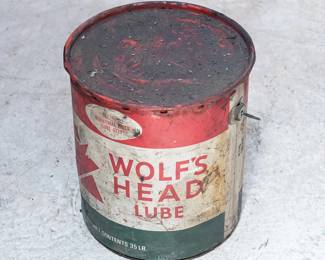 WOLF'S
HEAD
LUBE
CONTENTS 35 LB.